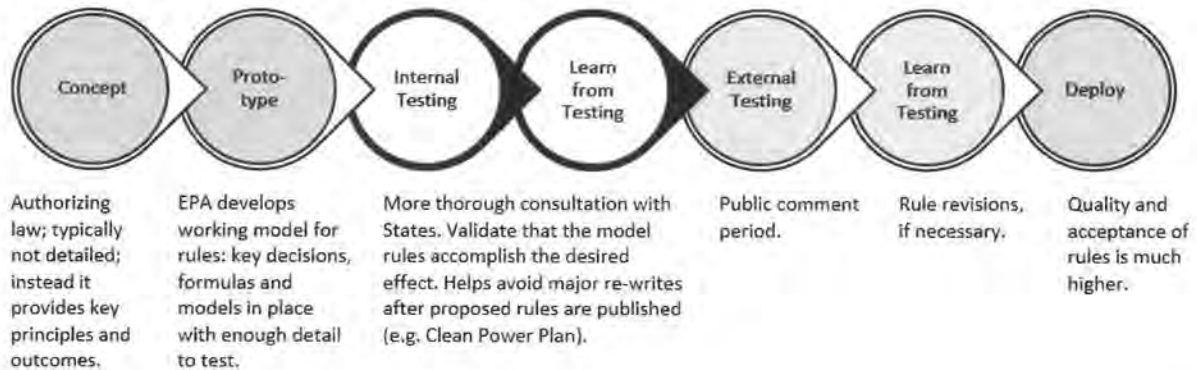 Concept
Proto-
type
Internal
Testing
Learn
from
Testing
External
Testing
Learn
from
Testing
Deploy
Authorizing
law; typically
not detailed;
instead it
provides key
principles and
outcomes.
EPA develops
working model for
rules: key decisions,
formulas and
models in place
with enough detail
to test.
More thorough consultation with
States. Validate that the model
rules accomplish the desired
effect. Helps avoid major re-writes
after proposed rules are published
(e.g. Clean Power Plan).
Public comment
period.
Rule revisions,
if necessary.
Quality and
acceptance of
rules is much
higher.